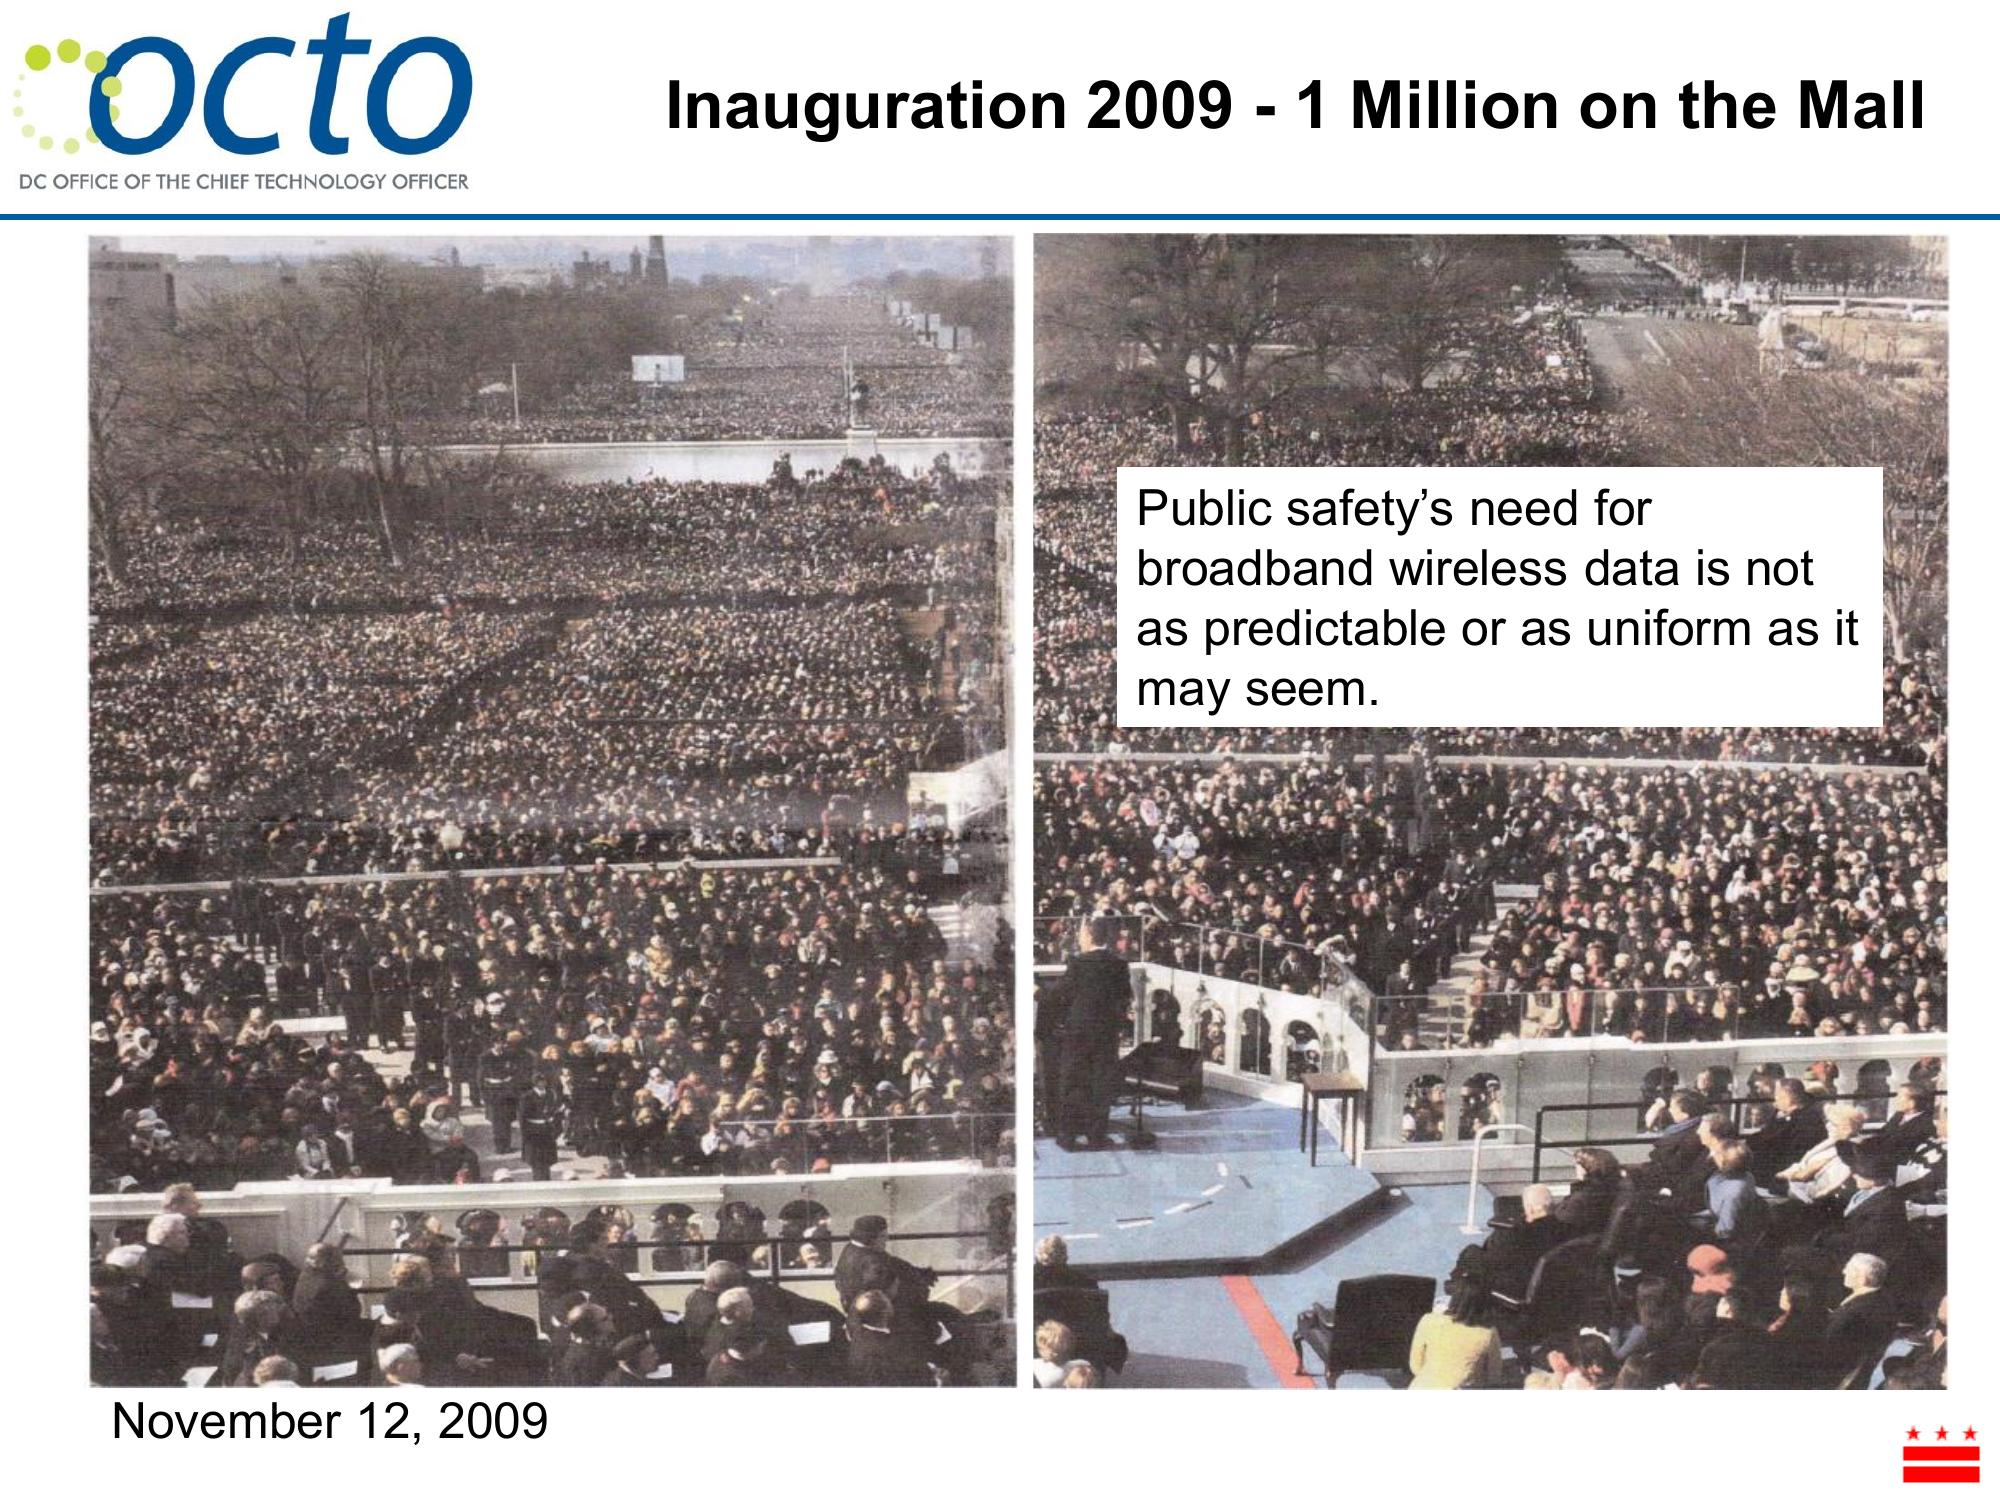 octo
DC OFFICE OF THE CHIEF TECHNOLOGY OFFICER
Inauguration 2009 - 1 Million on the Mall
Public safety’s need for
broadband wireless data is not
as predictable or as uniform as it
may seem.
November 12, 2009